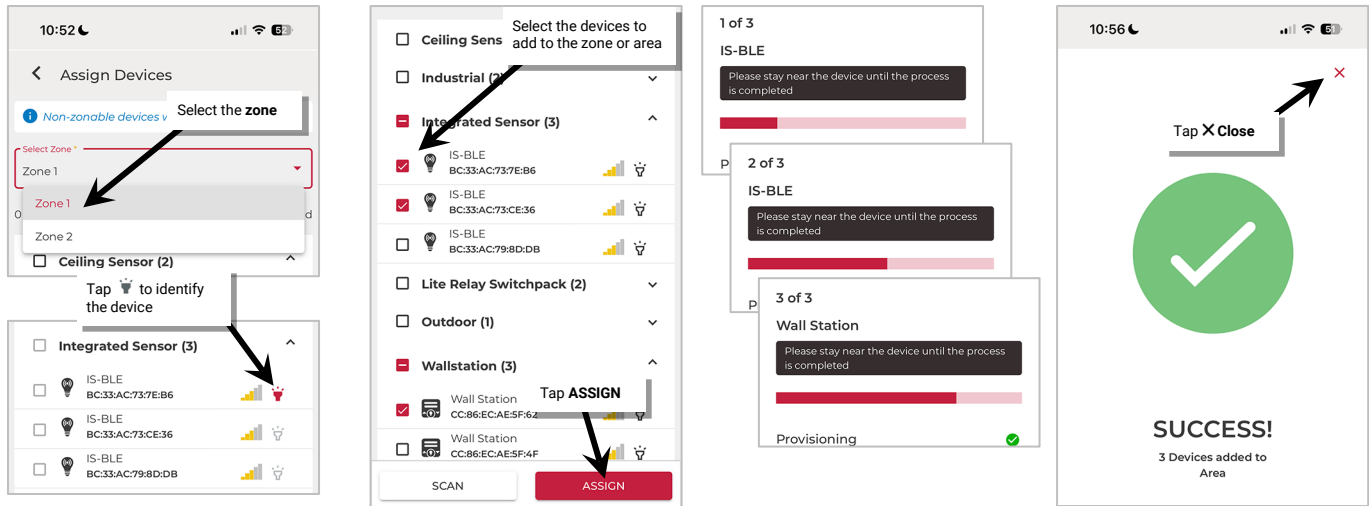 10:52
52
Assign Devices
Non-zonable devices
Select the zone
Select Zone *
Zone 1
Zone 1
0
d
Zone 2
Ceiling Sensor (2)
Tap to identify
the device
Integrated Sensor (3)
IS-BLE
BC:33:AC:73:7E:B6
IS-BLE
BC:33:AC:73:CE:36
IS-BLE
BC:33:AC:79:8D:DB
Ceiling Sens
Select the devices to
add to the zone or area
Industrial (2)
Integrated Sensor (3)
IS-BLE
BC:33:AC:73:7E:B6
IS-BLE
BC:33:AC:73:CE:36
IS-BLE
BC:33:AC:79:8D:DB
Lite Relay Switchpack (2)
Outdoor (1)
Wallstation (3)
Tap ASSIGN
Wall Station
CC:86:EC:AE:5F:62
Wall Station
CC:86:EC:AE:5F:4F
SCAN
ASSIGN
1 of 3
IS-BLE
Please stay near the device until the process
is completed
P
2 of 3
IS-BLE
Please stay near the device until the process
is completed
P
3 of 3
Wall Station
Please stay near the device until the process
is completed
Provisioning
10:56
Tap × Close
SUCCESS!
3 Devices added to
Area